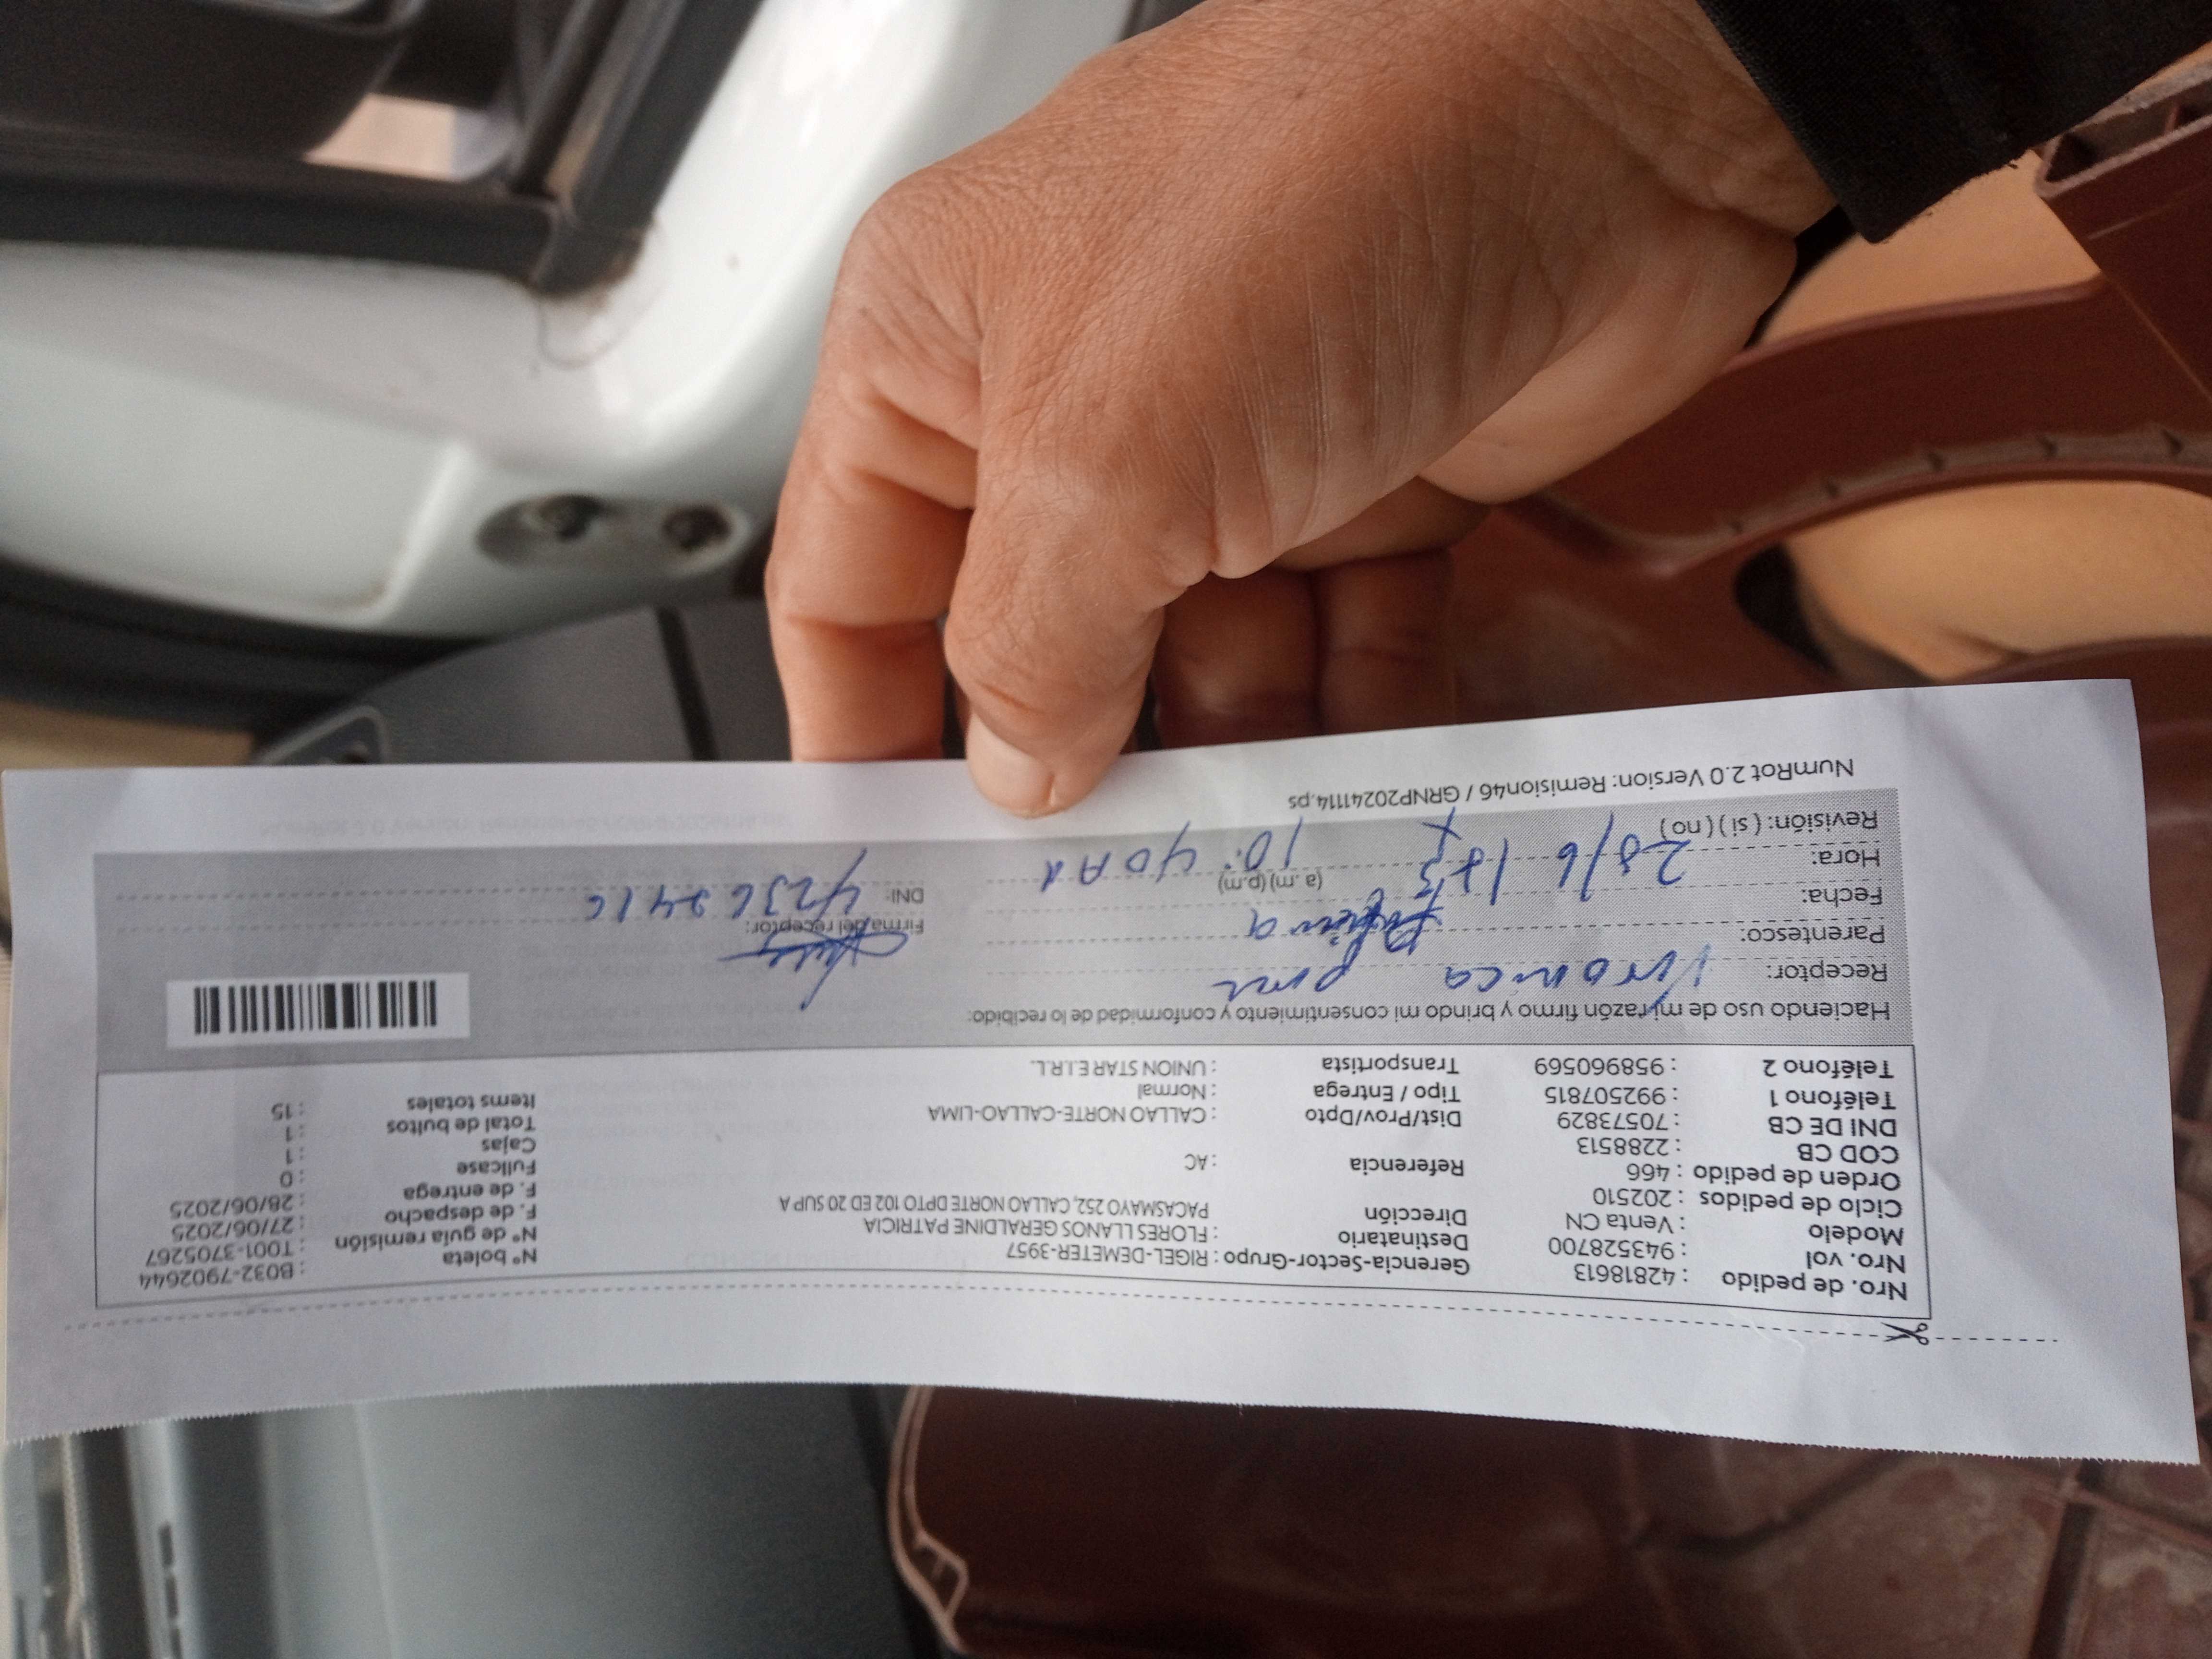 Nro. de pedido : 42818613
Nro. vol : 943528700
Modelo : Venta CN
Ciclo de pedidos : 202510
Orden de pedido : 466
COD CB : 2288513
DNI DE CB : 70573829
Teléfono 1 : 992507815
Teléfono 2 : 958960569
Gerencia-Sector-Grupo : RIGEL-DEMETER-3957
Destinatario : FLORES LLANOS GERALDINE PATRICIA
Dirección PACASMAYO 252, CALLAO NORTE DPTO 102 ED 20 SUP A
Referencia : AC
Dist/Prov/Dpto : CALLAO NORTE-CALLAO-LIMA
Tipo / Entrega : Normal
Transportista : UNION STAR E.I.R.L.
Nº boleta : B032-7902644
Nº de guía remisión : T001-3705267
F. de despacho : 27/06/2025
F. de entrega : 28/06/2025
Fullcase : 0
Cajas : 1
Total de bultos : 1
Items totales : 15
Haciendo uso de mi razón firmo y brindo mi consentimiento y conformidad de lo recibido:
Receptor:
Parentesco:
Fecha:
Hora: (a. m) (p.m) 10:40
Revisión: ( si ) ( no )
Firma del receptor:
DNI:
NumRot 2.0 Version: Remision46 / GRNP20241114.ps